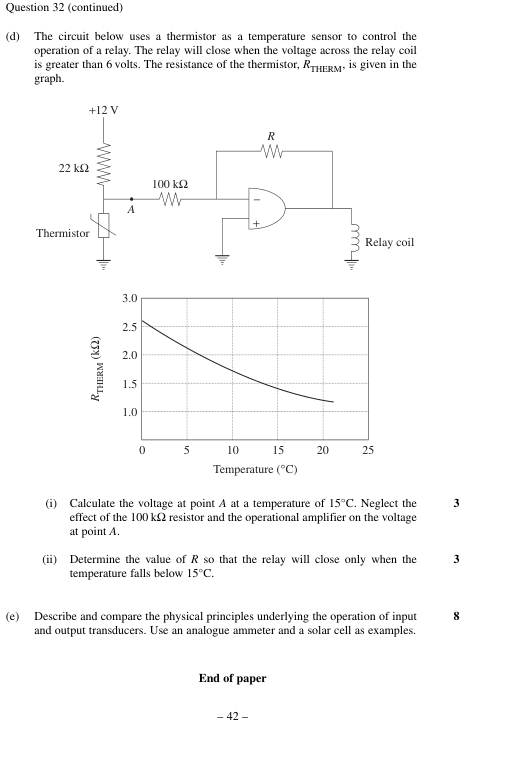 Question 32 (continued)
(d) The circuit below uses a thermistor as a temperature sensor to control the
operation of a relay. The relay will close when the voltage across the relay coil
is greater than 6 volts. The resistance of the thermistor, R_THERM, is given in the
graph.
+12 V
R
22 kΩ
100 kΩ
A
−
+
Thermistor
Relay coil
3.0
2.5
2.0
1.5
1.0
R_THERM (kΩ)
0 5 10 15 20 25
Temperature (°C)
(i) Calculate the voltage at point A at a temperature of 15°C. Neglect the 3
effect of the 100 kΩ resistor and the operational amplifier on the voltage
at point A.
(ii) Determine the value of R so that the relay will close only when the 3
temperature falls below 15°C.
(e) Describe and compare the physical principles underlying the operation of input 8
and output transducers. Use an analogue ammeter and a solar cell as examples.
End of paper
– 42 –